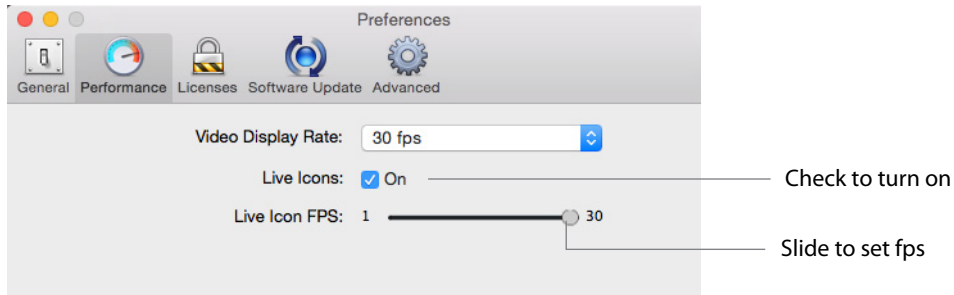 Preferences
General Performance Licenses Software Update Advanced
Video Display Rate: 30 fps
Live Icons: On Check to turn on
Live Icon FPS: 1 30
Slide to set fps